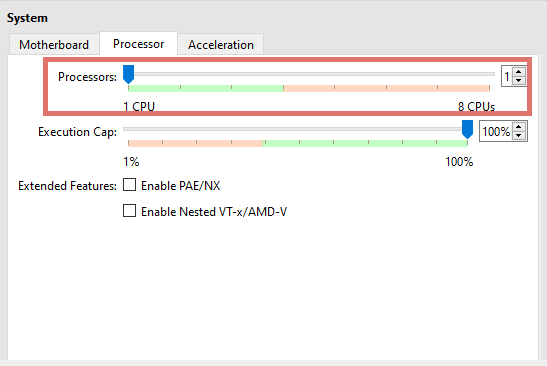 System
Motherboard Processor Acceleration
Processors: 1
1 CPU 8 CPUs
Execution Cap: 100%
1% 100%
Extended Features: Enable PAE/NX
Enable Nested VT-x/AMD-V